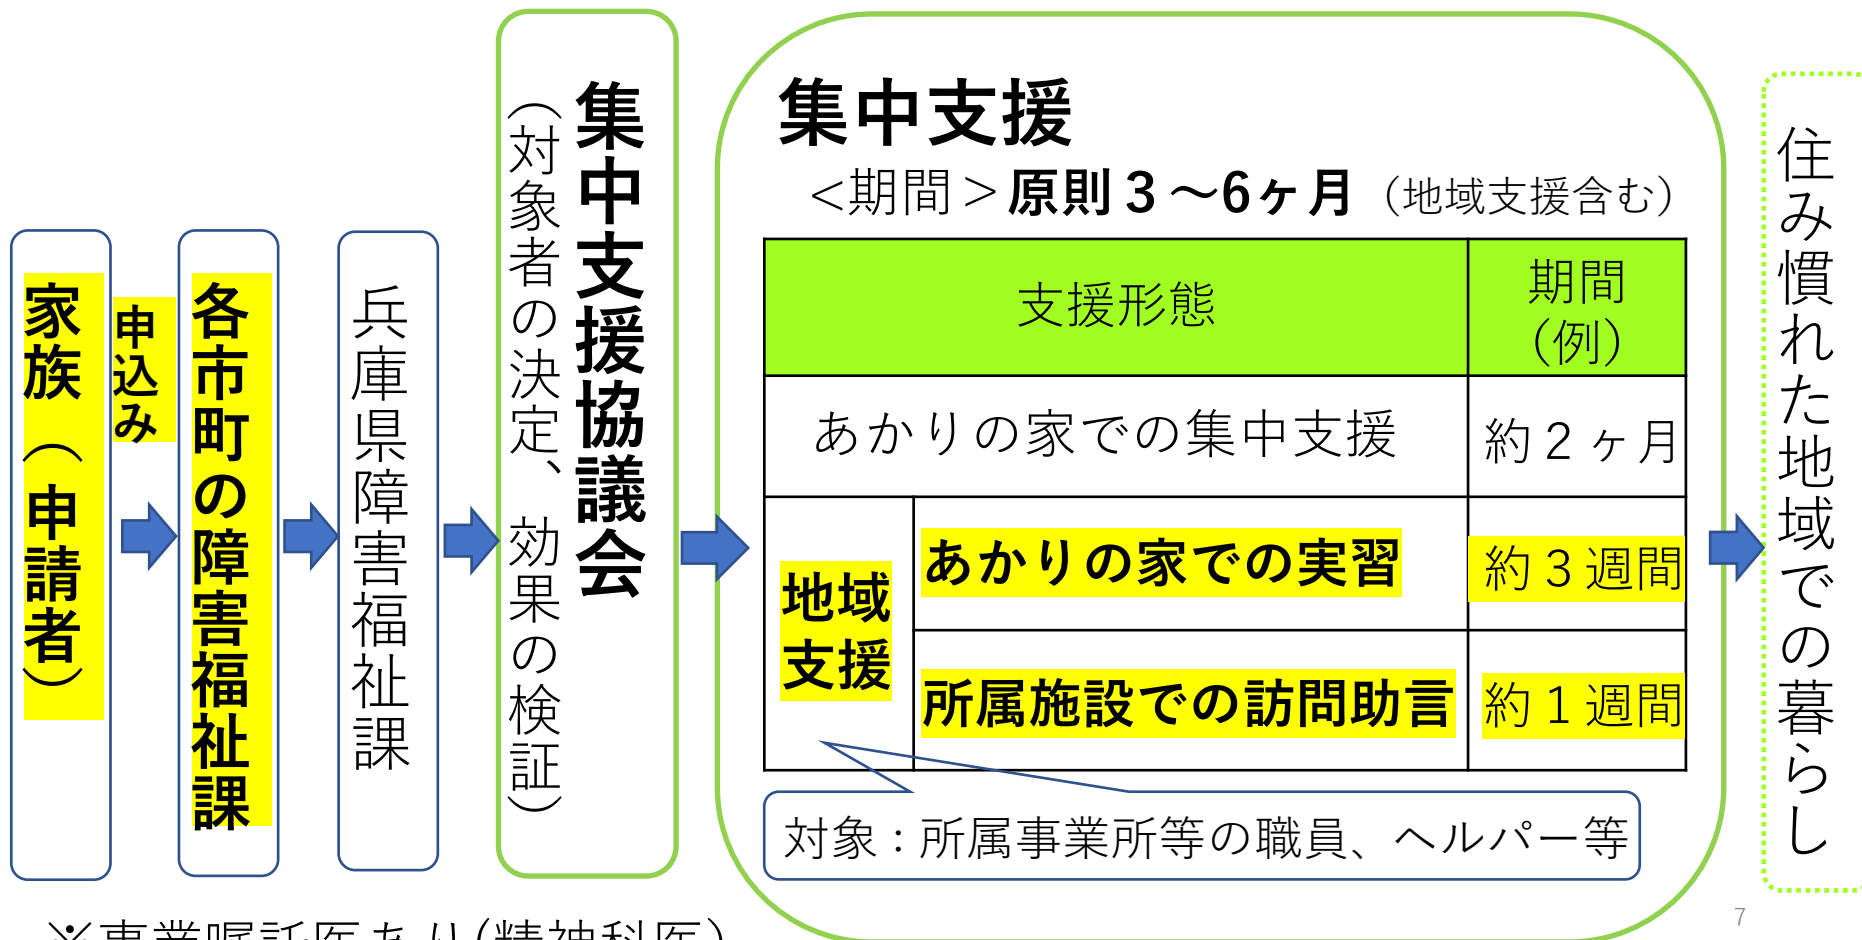 家族（申請者）
申込み
各市町の障害福祉課
兵庫県障害福祉課
集中支援協議会
（対象者の決定、効果の検証）
集中支援
<期間＞原則３～6ヶ月（地域支援含む）
支援形態
期間
（例）
あかりの家での集中支援
約２ヶ月
地域
支援
あかりの家での実習
約３週間
所属施設での訪問助言
約１週間
対象：所属事業所等の職員、ヘルパー等
住み慣れた地域での暮らし
※事業嘱託医あり(精神科医)
7